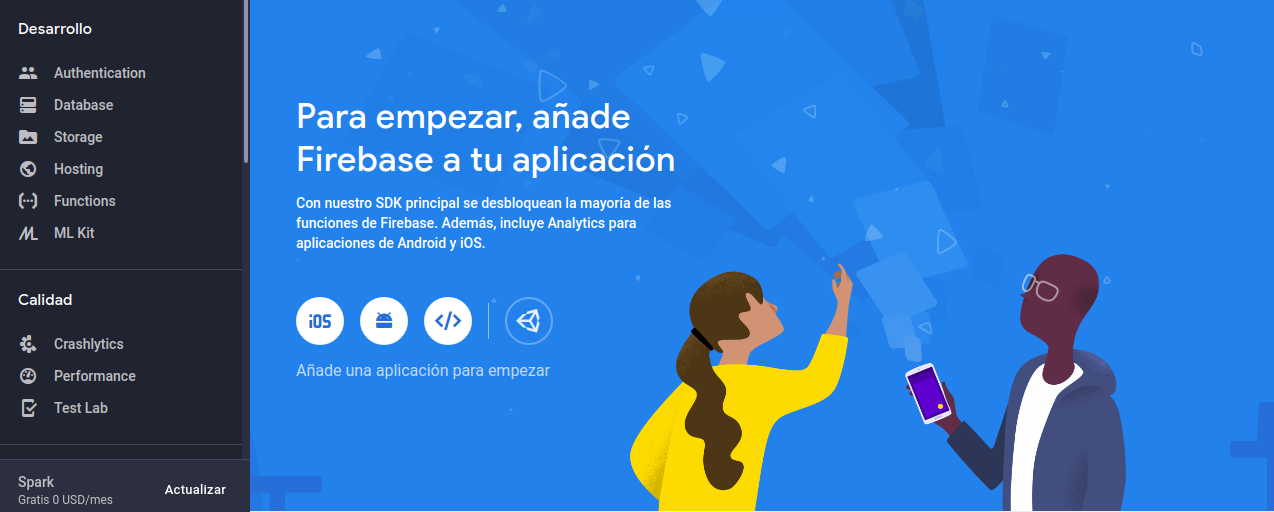 Desarrollo
Authentication
Database
Storage
Hosting
Functions
ML Kit
Calidad
Crashlytics
Performance
Test Lab
Spark
Gratis 0 USD/mes
Actualizar
Para empezar, añade
Firebase a tu aplicación
Con nuestro SDK principal se desbloquean la mayoría de las
funciones de Firebase. Además, incluye Analytics para
aplicaciones de Android y iOS.
iOS
</>
Añade una aplicación para empezar